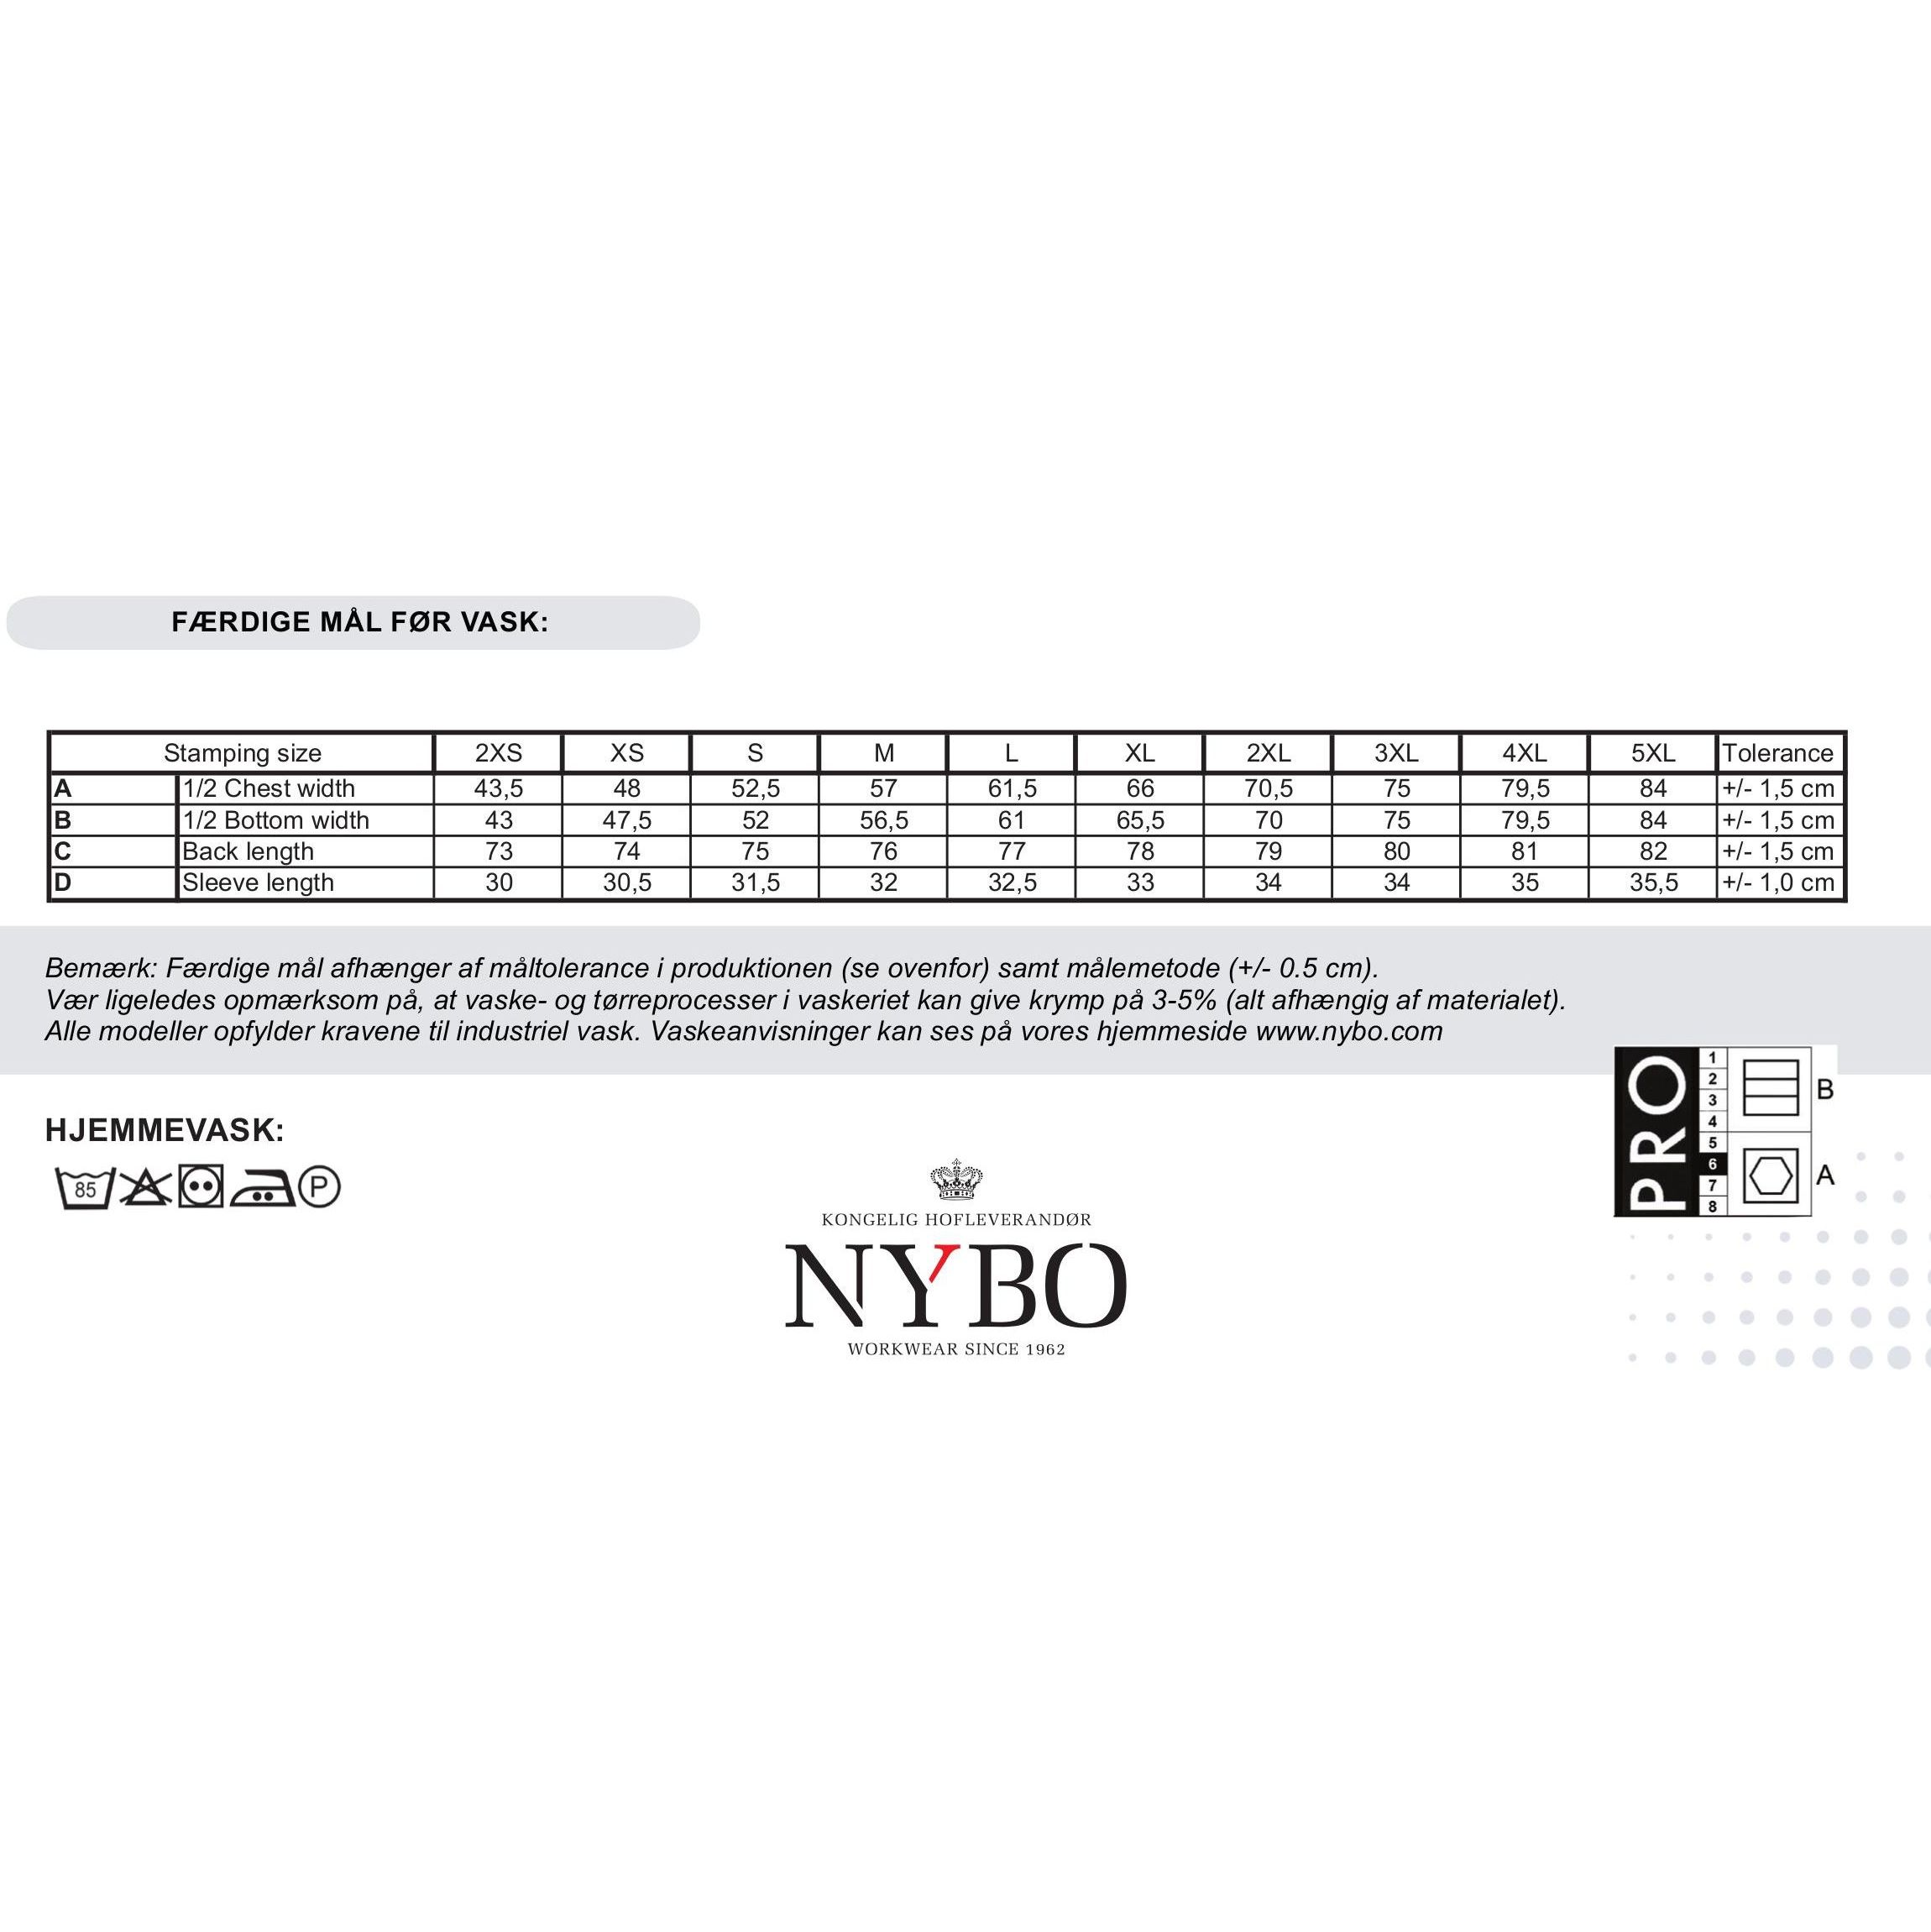 FÆRDIGE MÅL FØR VASK:
Stamping size 2XS XS S M L XL 2XL 3XL 4XL 5XL Tolerance
A 1/2 Chest width 43,5 48 52,5 57 61,5 66 70,5 75 79,5 84 +/- 1,5 cm
B 1/2 Bottom width 43 47,5 52 56,5 61 65,5 70 75 79,5 84 +/- 1,5 cm
C Back length 73 74 75 76 77 78 79 80 81 82 +/- 1,5 cm
D Sleeve length 30 30,5 31,5 32 32,5 33 34 34 35 35,5 +/- 1,0 cm
Bemærk: Færdige mål afhænger af måltolerance i produktionen (se ovenfor) samt målemetode (+/- 0.5 cm).
Vær ligeledes opmærksom på, at vaske- og tørreprocesser i vaskeriet kan give krymp på 3-5% (alt afhængig af materialet).
Alle modeller opfylder kravene til industriel vask. Vaskeanvisninger kan ses på vores hjemmeside www.nybo.com
PRO
1
2
3
4
5
6
7
8
B
A
HJEMMEVASK:
85 P
KONGELIG HOFLEVERANDØR
NYBO
WORKWEAR SINCE 1962